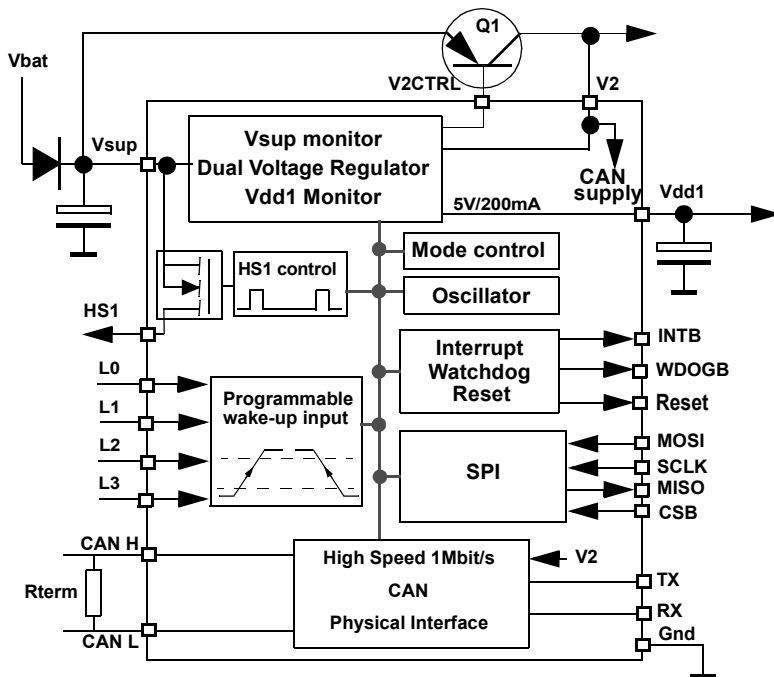 Q1
Vbat
V2CTRL
V2
Vsup
Vsup monitor
Dual Voltage Regulator
Vdd1 Monitor
CAN
supply
5V/200mA
Vdd1
Mode control
HS1 control
Oscillator
HS1
INTB
Interrupt
Watchdog
Reset
WDOGB
Reset
L0
L1
L2
L3
Programmable
wake-up input
SPI
MOSI
SCLK
MISO
CSB
CAN H
Rterm
CAN L
High Speed 1Mbit/s
CAN
Physical Interface
V2
TX
RX
Gnd